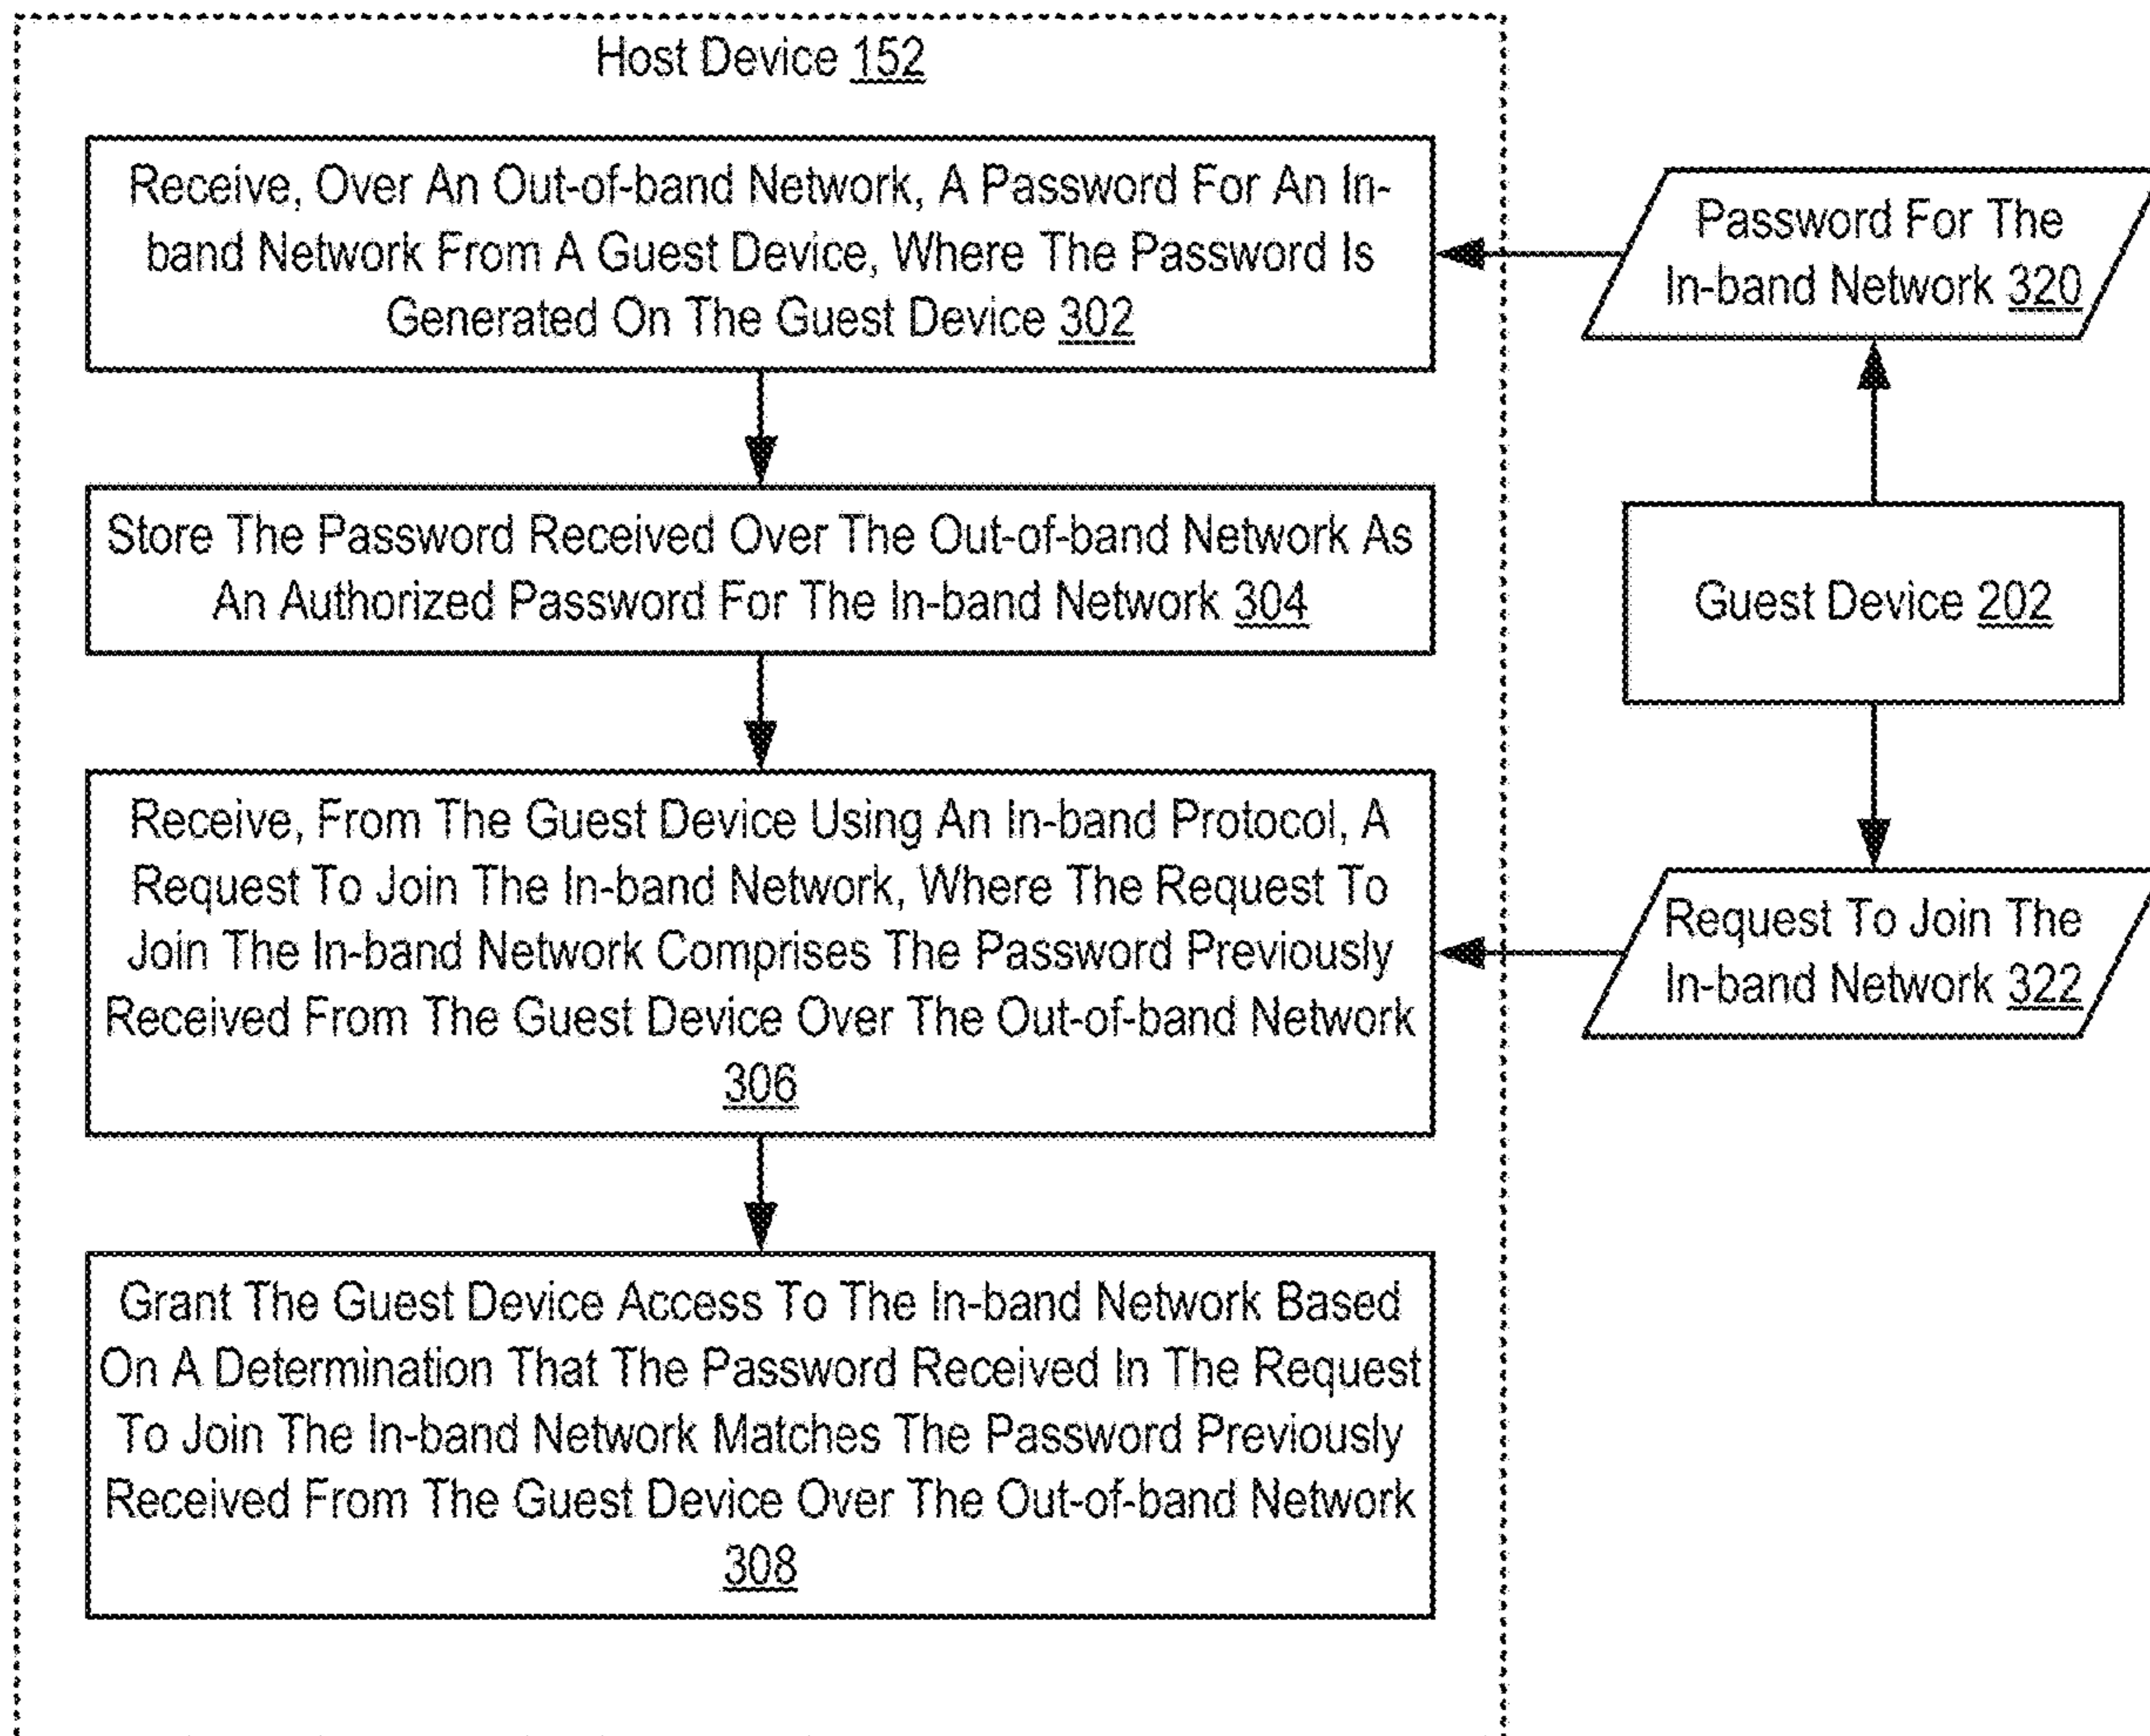 Host Device 152
Receive, Over An Out-of-band Network, A Password For An In-
band Network From A Guest Device, Where The Password Is
Generated On The Guest Device 302
Store The Password Received Over The Out-of-band Network As
An Authorized Password For The In-band Network 304
Receive, From The Guest Device Using An In-band Protocol, A
Request To Join The In-band Network, Where The Request To
Join The In-band Network Comprises The Password Previously
Received From The Guest Device Over The Out-of-band Network
306
Grant The Guest Device Access To The In-band Network Based
On A Determination That The Password Received In The Request
To Join The In-band Network Matches The Password Previously
Received From The Guest Device Over The Out-of-band Network
308
Password For The
In-band Network 320
Guest Device 202
Request To Join The
In-band Network 322